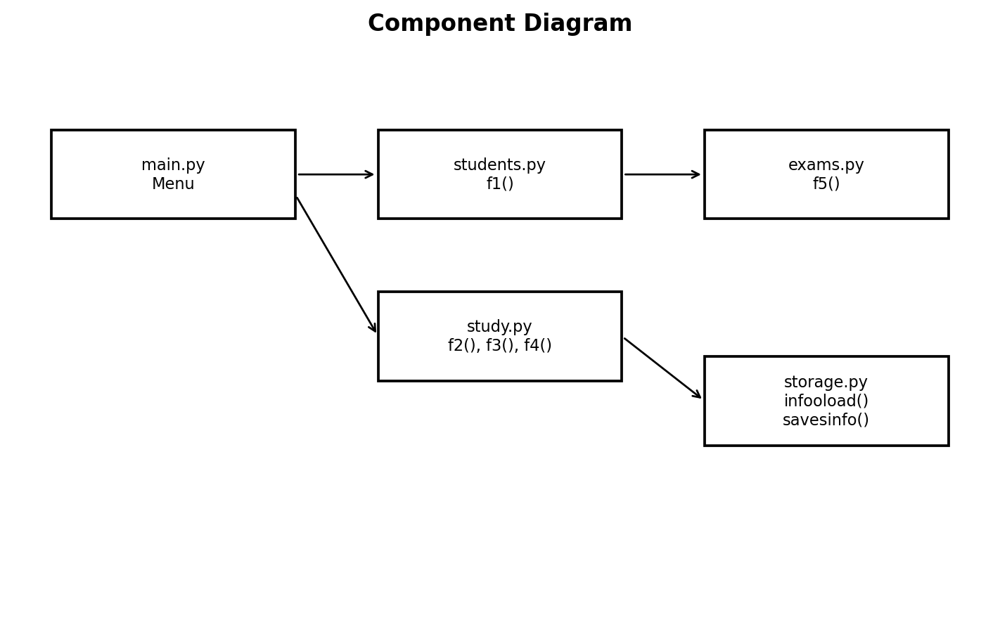 Component Diagram
main.py
Menu
students.py
f1()
exams.py
f5()
study.py
f2(), f3(), f4()
storage.py
infooload()
savesinfo()